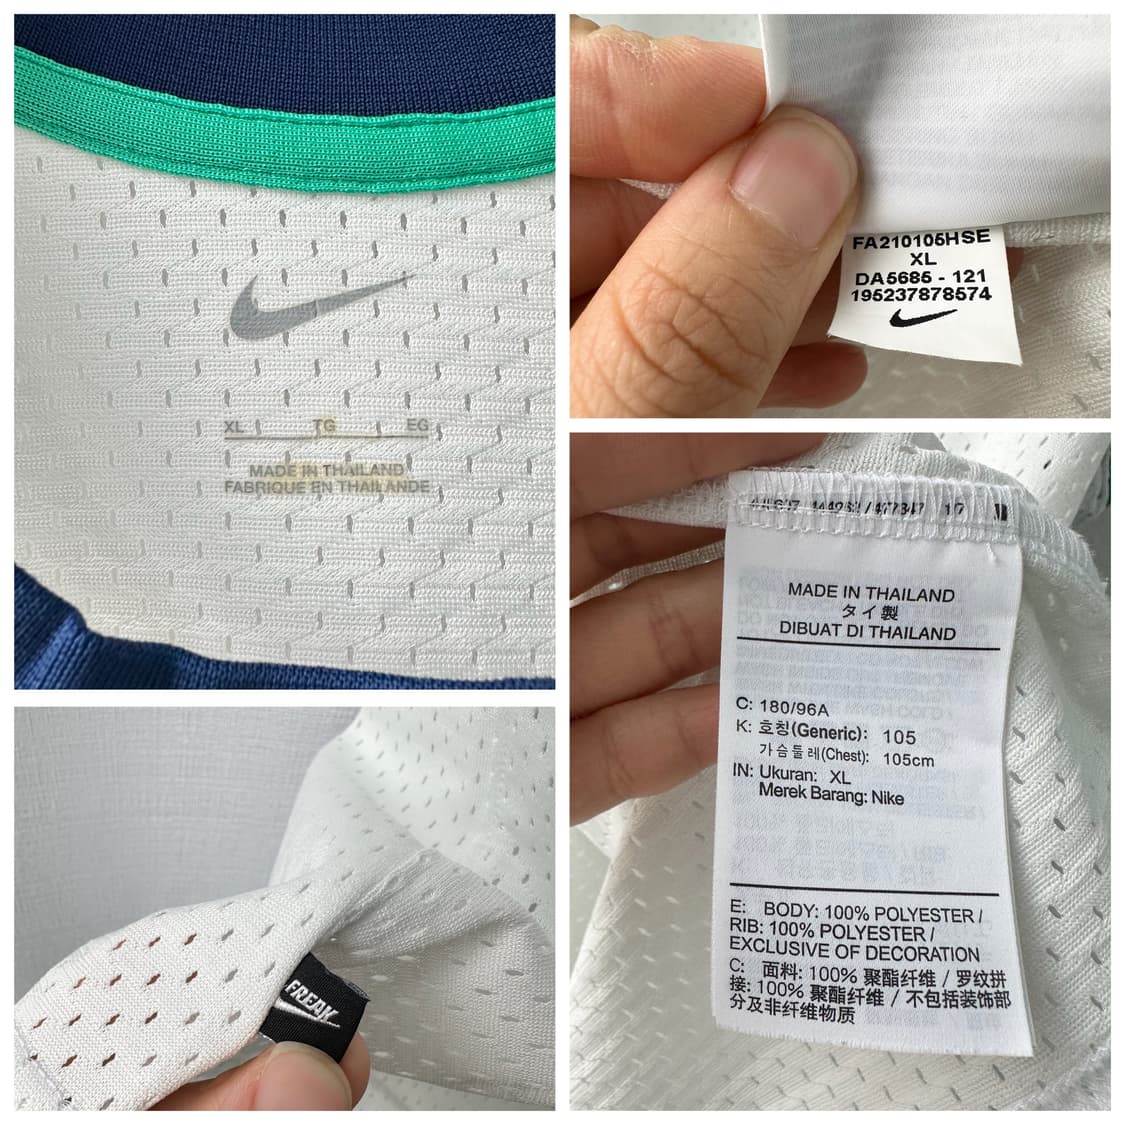 XL TG EG
MADE IN THAILAND
FABRIQUE EN THAILANDE
FA210105HSE
XL
DA5685 - 121
195237878574
FREAK
MADE IN THAILAND
タイ製
DIBUAT DI THAILAND
C: 180/96A
K: 호칭(Generic): 105
가슴둘레(Chest): 105cm
IN: Ukuran: XL
Merek Barang: Nike
E: BODY: 100% POLYESTER /
RIB: 100% POLYESTER /
EXCLUSIVE OF DECORATION
C: 面料: 100% 聚酯纤维 / 罗纹拼
接: 100% 聚酯纤维 / 不包括装饰部
分及非纤维物质